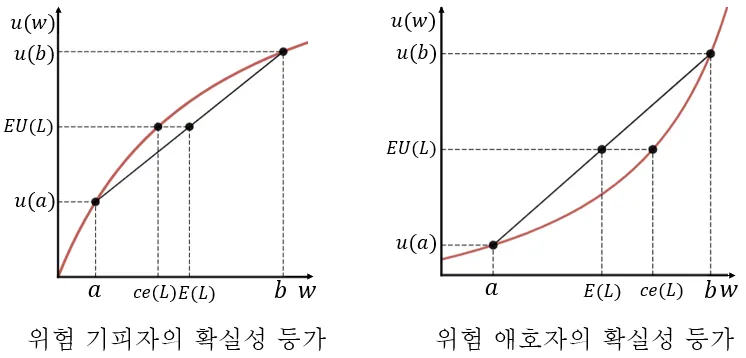 u(w)
u(b)
EU(L)
u(a)
a ce(L) E(L) b w
위험 기피자의 확실성 등가
u(w)
u(b)
EU(L)
u(a)
a E(L) ce(L) b w
위험 애호자의 확실성 등가